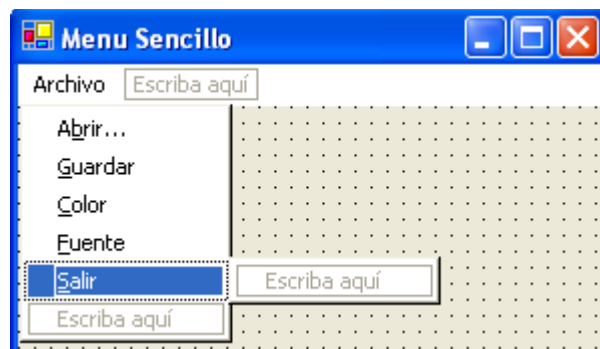 Menu Sencillo
Archivo Escriba aquí
Abrir...
Guardar
Color
Fuente
Salir Escriba aquí
Escriba aquí